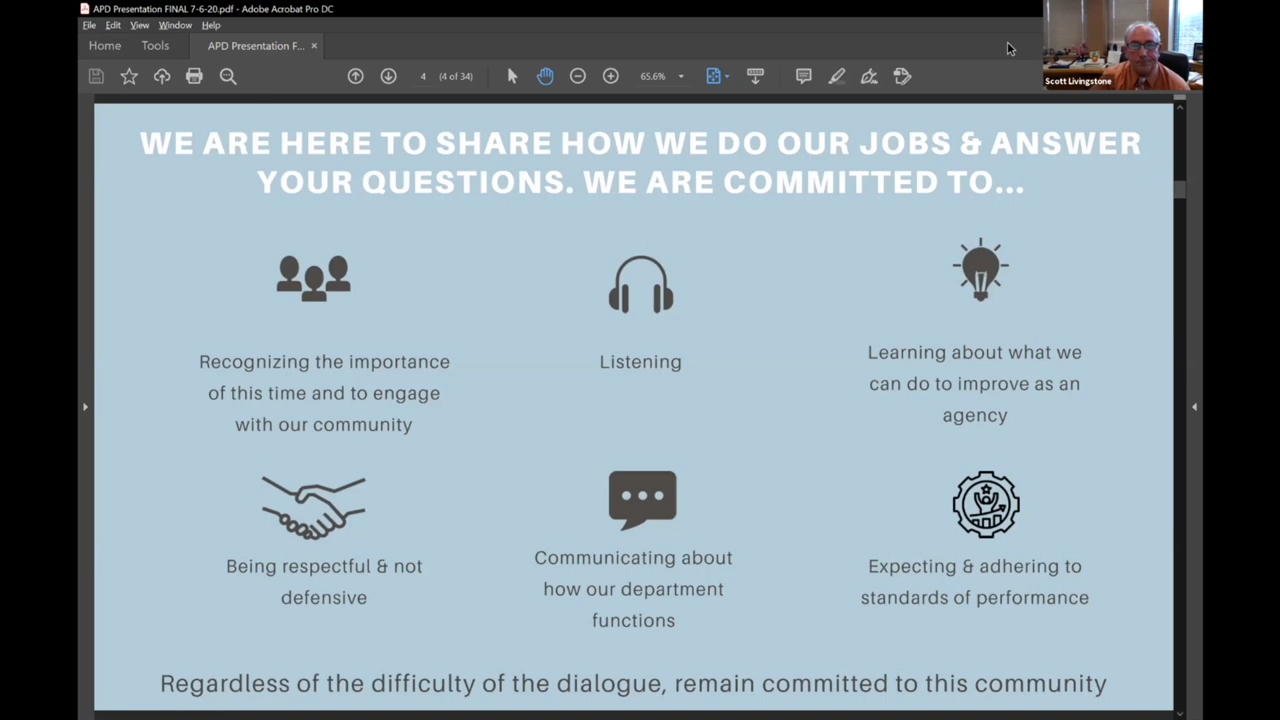 APD Presentation FINAL 7-6-20.pdf - Adobe Acrobat Pro DC
File Edit View Window Help
Home Tools APD Presentation F... ×
4 (4 of 34) 65.6%
Scott Livingstone
WE ARE HERE TO SHARE HOW WE DO OUR JOBS & ANSWER
YOUR QUESTIONS. WE ARE COMMITTED TO...
Recognizing the importance
of this time and to engage
with our community
Listening
Learning about what we
can do to improve as an
agency
Being respectful & not
defensive
Communicating about
how our department
functions
Expecting & adhering to
standards of performance
Regardless of the difficulty of the dialogue, remain committed to this community